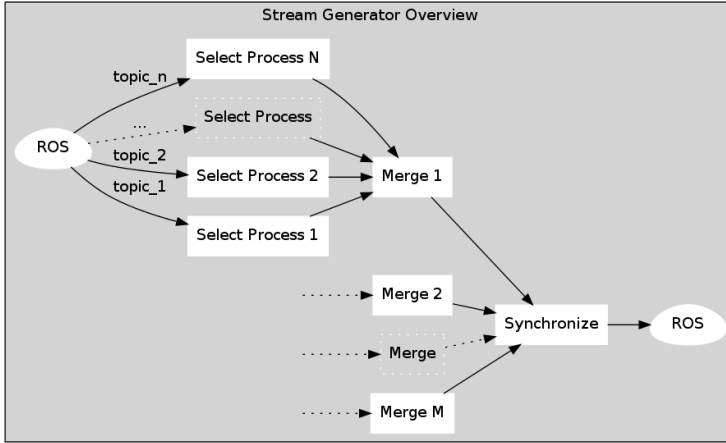 Stream Generator Overview
Select Process N
topic_n
Select Process
...
ROS
topic_2
Select Process 2
Merge 1
topic_1
Select Process 1
Merge 2
Synchronize
ROS
Merge
Merge M